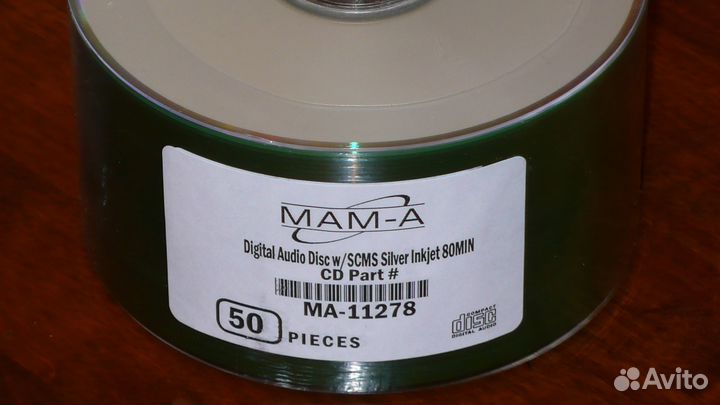 MAM-A
Digital Audio Disc w/SCMS Silver Inkjet 80MIN
CD Part #
MA-11278
50 PIECES
COMPACT
disc
DIGITAL AUDIO
Avito